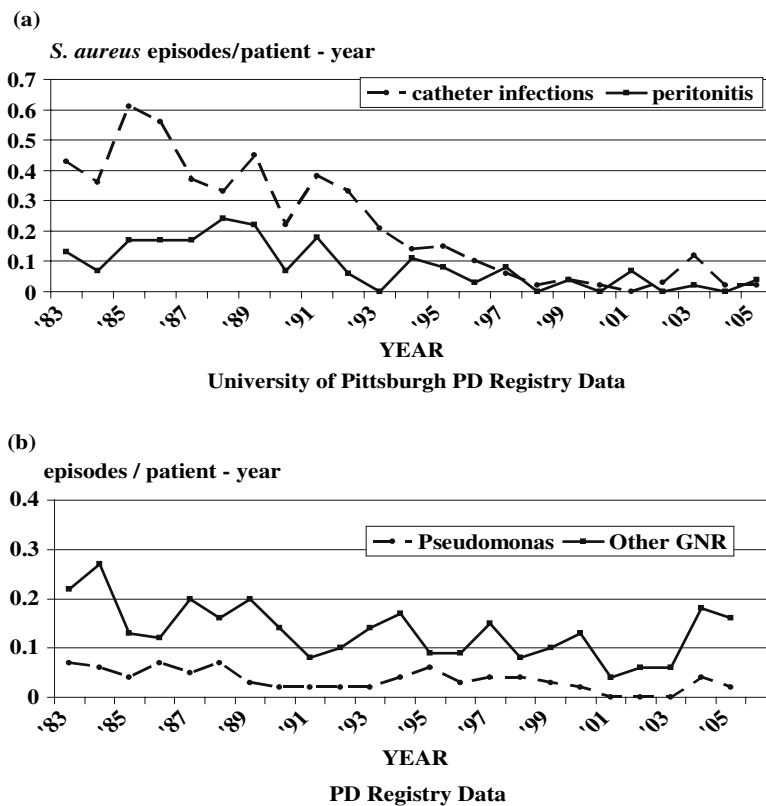 (a)
S. aureus episodes/patient - year
0.7
0.6
0.5
0.4
0.3
0.2
0.1
0
catheter infections peritonitis
'83 '85 '87 '89 '91 '93 '95 '97 '99 '01 '03 '05
YEAR
University of Pittsburgh PD Registry Data
(b)
episodes / patient - year
0.4
0.3
0.2
0.1
0
Pseudomonas Other GNR
'83 '85 '87 '89 '91 '93 '95 '97 '99 '01 '03 '05
YEAR
PD Registry Data